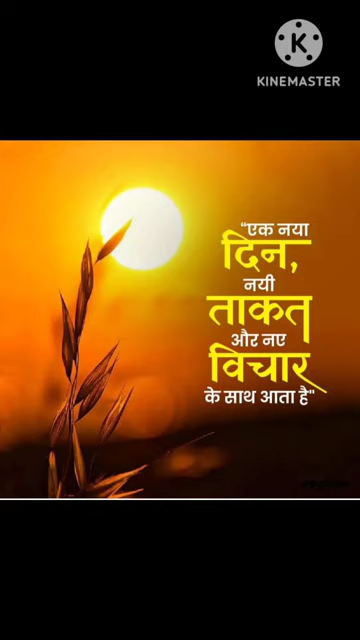 K
KINEMASTER
“एक नया
दिन,
नयी
ताकत
और नए
विचार
के साथ आता है"